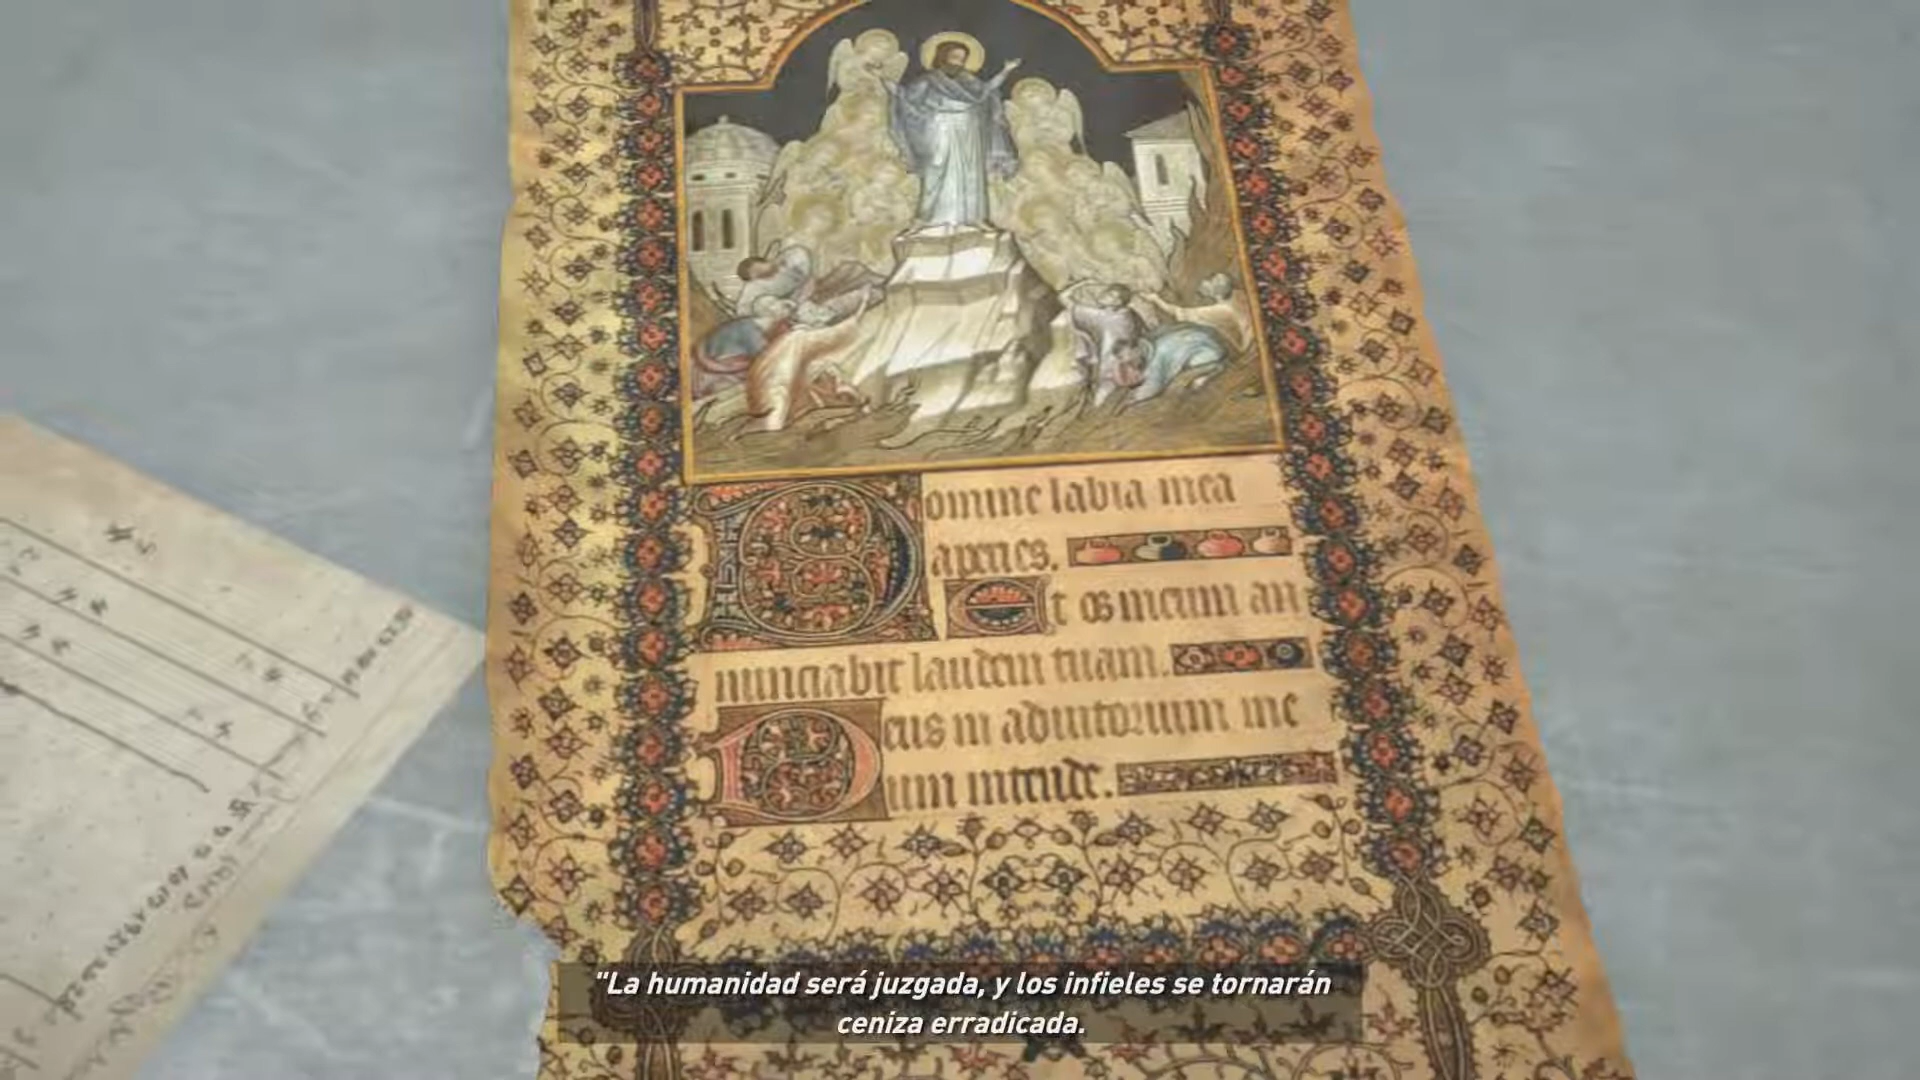 Domine labia mea
aperies.
Et os meum an
nunciabit laudem tuam.
Deus in adiutorium me
um intende.
"La humanidad será juzgada, y los infieles se tornarán
ceniza erradicada.